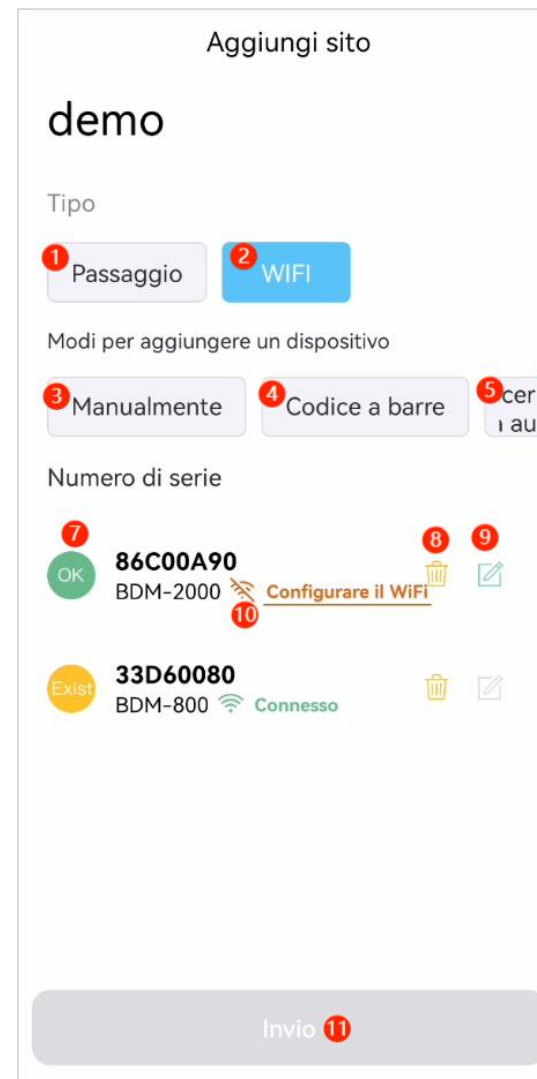 Aggiungi sito
demo
Tipo
1 Passaggio 2 WIFI
Modi per aggiungere un dispositivo
3 Manualmente 4 Codice a barre 5
Numero di serie
7 8 9
OK 86C00A90
BDM-2000 Configurare il WiFi
10
Exist 33D60080
BDM-800 Connesso
Invio 11